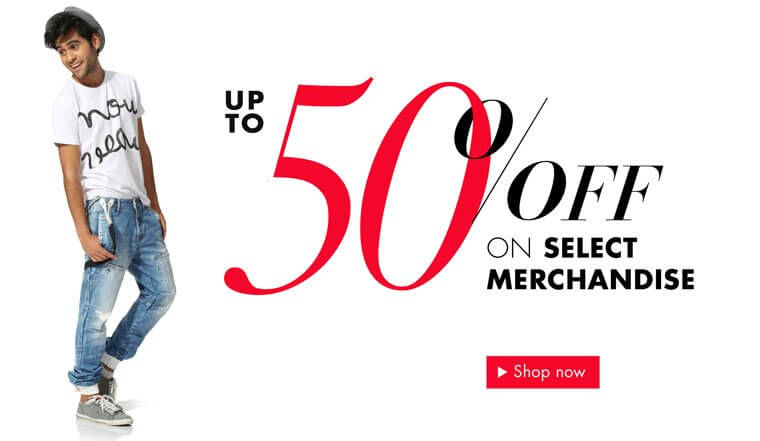 UP
TO
50%OFF
ON SELECT
MERCHANDISE
Shop now